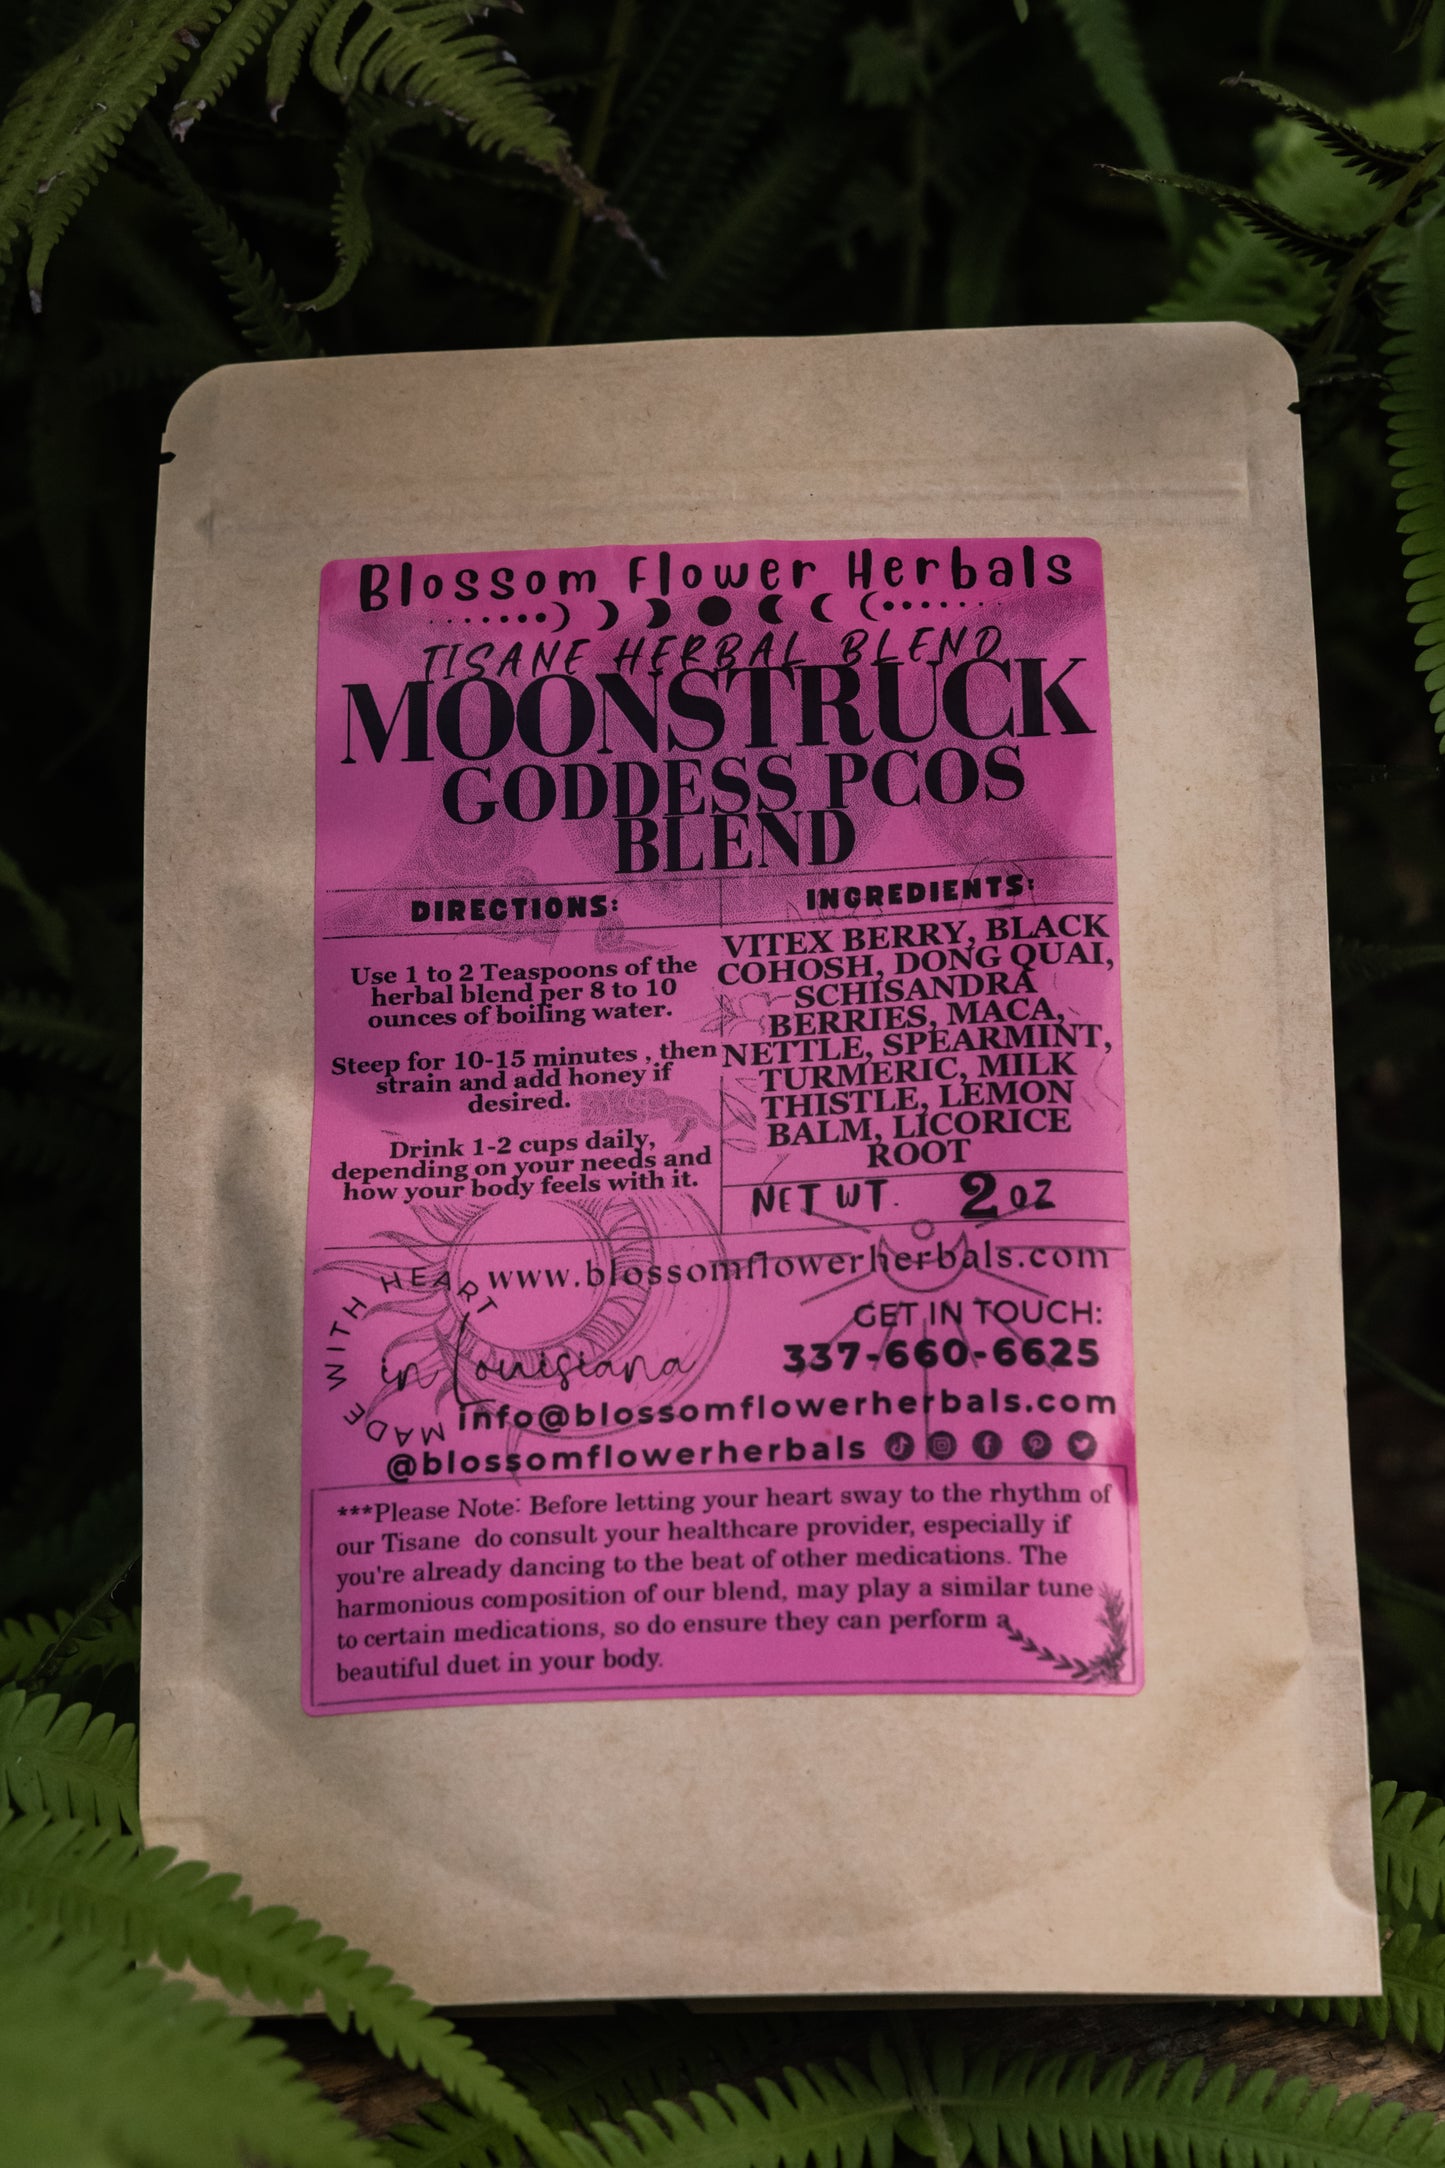 Blossom Flower Herbals
TISANE HERBAL BLEND
MOONSTRUCK
GODDESS PCOS
BLEND
DIRECTIONS:
Use 1 to 2 Teaspoons of the
herbal blend per 8 to 10
ounces of boiling water.
Steep for 10-15 minutes , then
strain and add honey if
desired.
Drink 1-2 cups daily,
depending on your needs and
how your body feels with it.
INGREDIENTS:
VITEX BERRY, BLACK
COHOSH, DONG QUAI,
SCHISANDRA
BERRIES, MACA,
NETTLE, SPEARMINT,
TURMERIC, MILK
THISTLE, LEMON
BALM, LICORICE
ROOT
NET WT. 2 OZ
www.blossomflowerherbals.com
MADE WITH HEART
in Louisiana
GET IN TOUCH:
337-660-6625
info@blossomflowerherbals.com
@blossomflowerherbals
***Please Note: Before letting your heart sway to the rhythm of
our Tisane do consult your healthcare provider, especially if
you're already dancing to the beat of other medications. The
harmonious composition of our blend, may play a similar tune
to certain medications, so do ensure they can perform a
beautiful duet in your body.